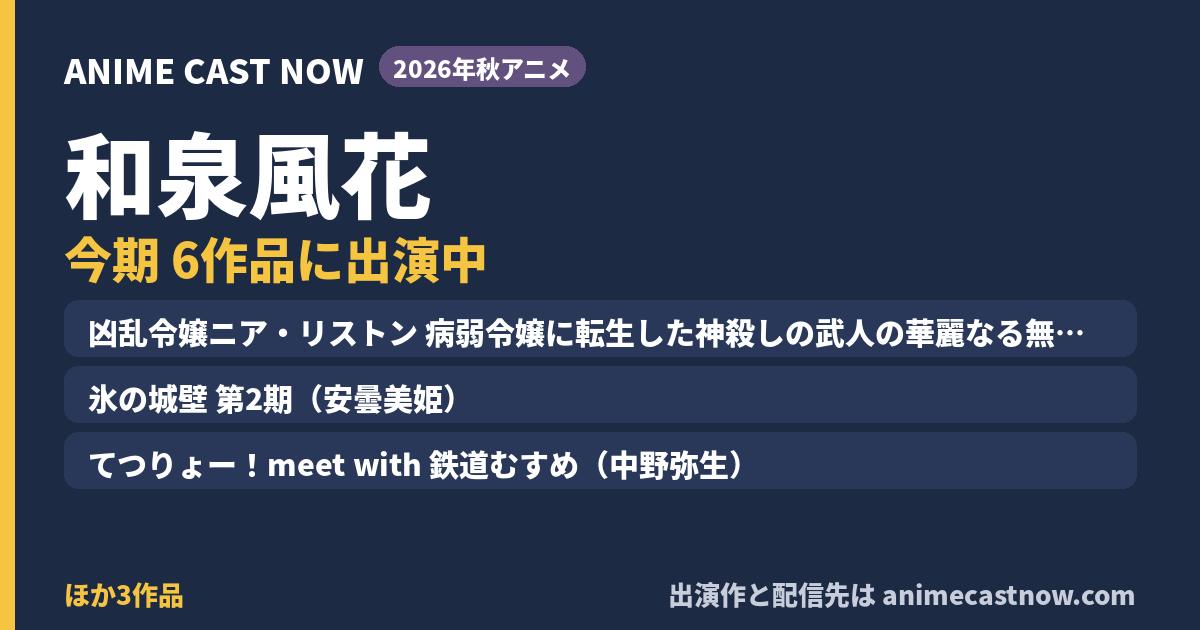 ANIME CAST NOW 2026年秋アニメ
和泉風花
今期 6作品に出演中
凶乱令嬢ニア・リストン 病弱令嬢に転生した神殺しの武人の華麗なる無…
氷の城壁 第2期（安曇美姫）
てつりょー！meet with 鉄道むすめ（中野弥生）
ほか3作品
出演作と配信先は animecastnow.com